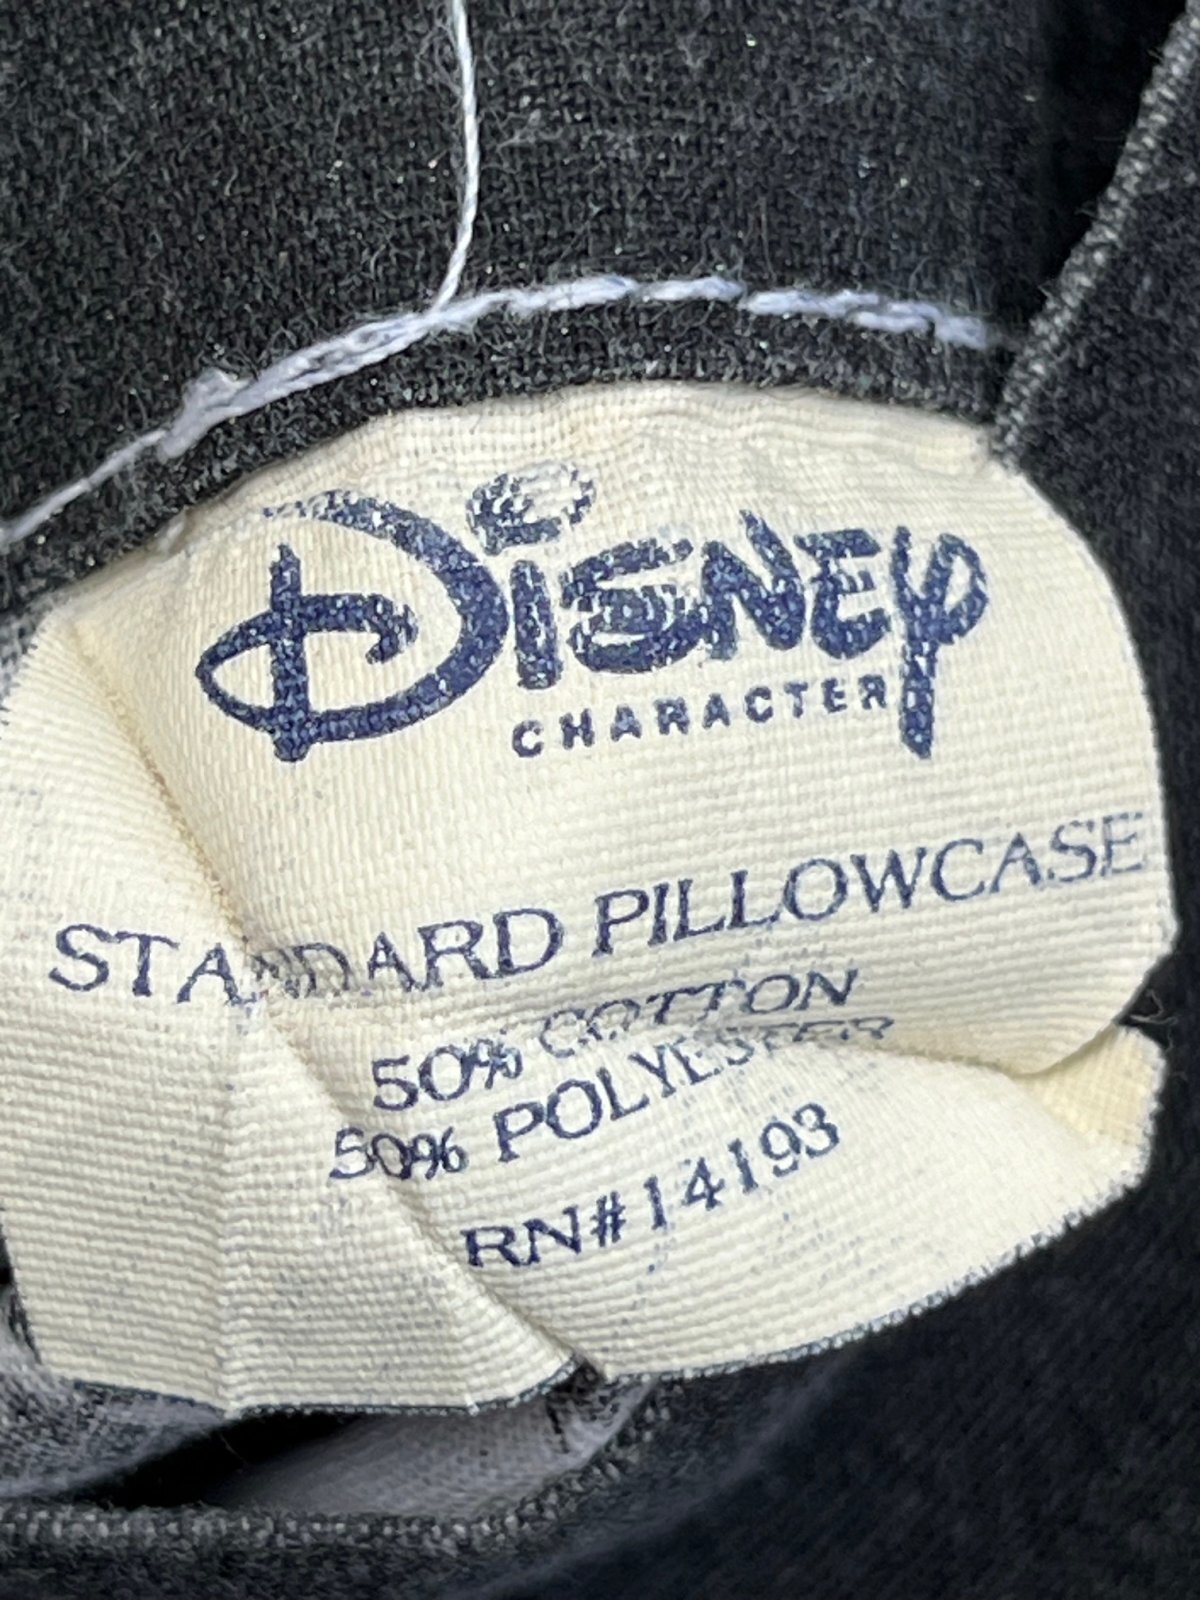 Disney
CHARACTER
STANDARD PILLOWCASE
50% COTTON
50% POLYESTER
RN#14193